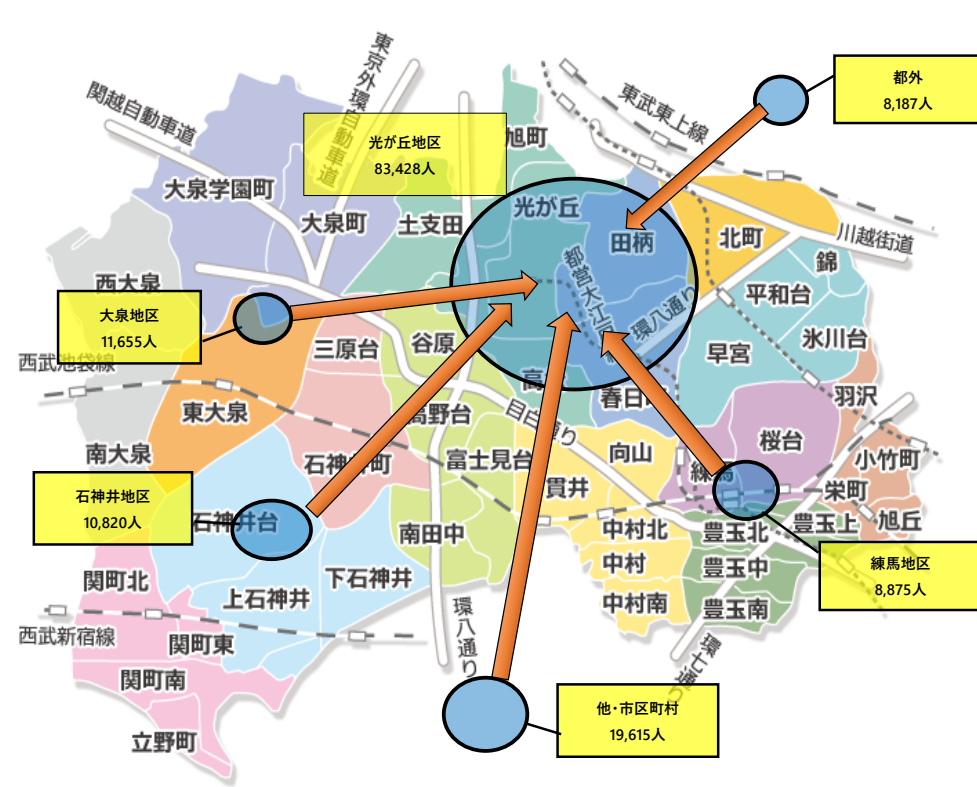 東京外環自動車道
関越自動車道
東武東上線
都外
8,187人
光が丘地区
83,428人
旭町
大泉学園町
大泉町
土支田
光が丘
田柄
北町
川越街道
錦
西大泉
都営大江戸線
平和台
大泉地区
11,655人
環八通り
氷川台
西武池袋線
三原台
谷原
早宮
羽沢
東大泉
高野台
目白通り
春日町
桜台
南大泉
石神井町
富士見台
向山
練馬
小竹町
石神井地区
10,820人
貫井
栄町
石神井台
南田中
中村北
豊玉北
豊玉上
旭丘
関町北
下石神井
中村
豊玉中
練馬地区
8,875人
上石神井
中村南
豊玉南
西武新宿線
関町東
環八通り
環七通り
関町南
他・市区町村
19,615人
立野町